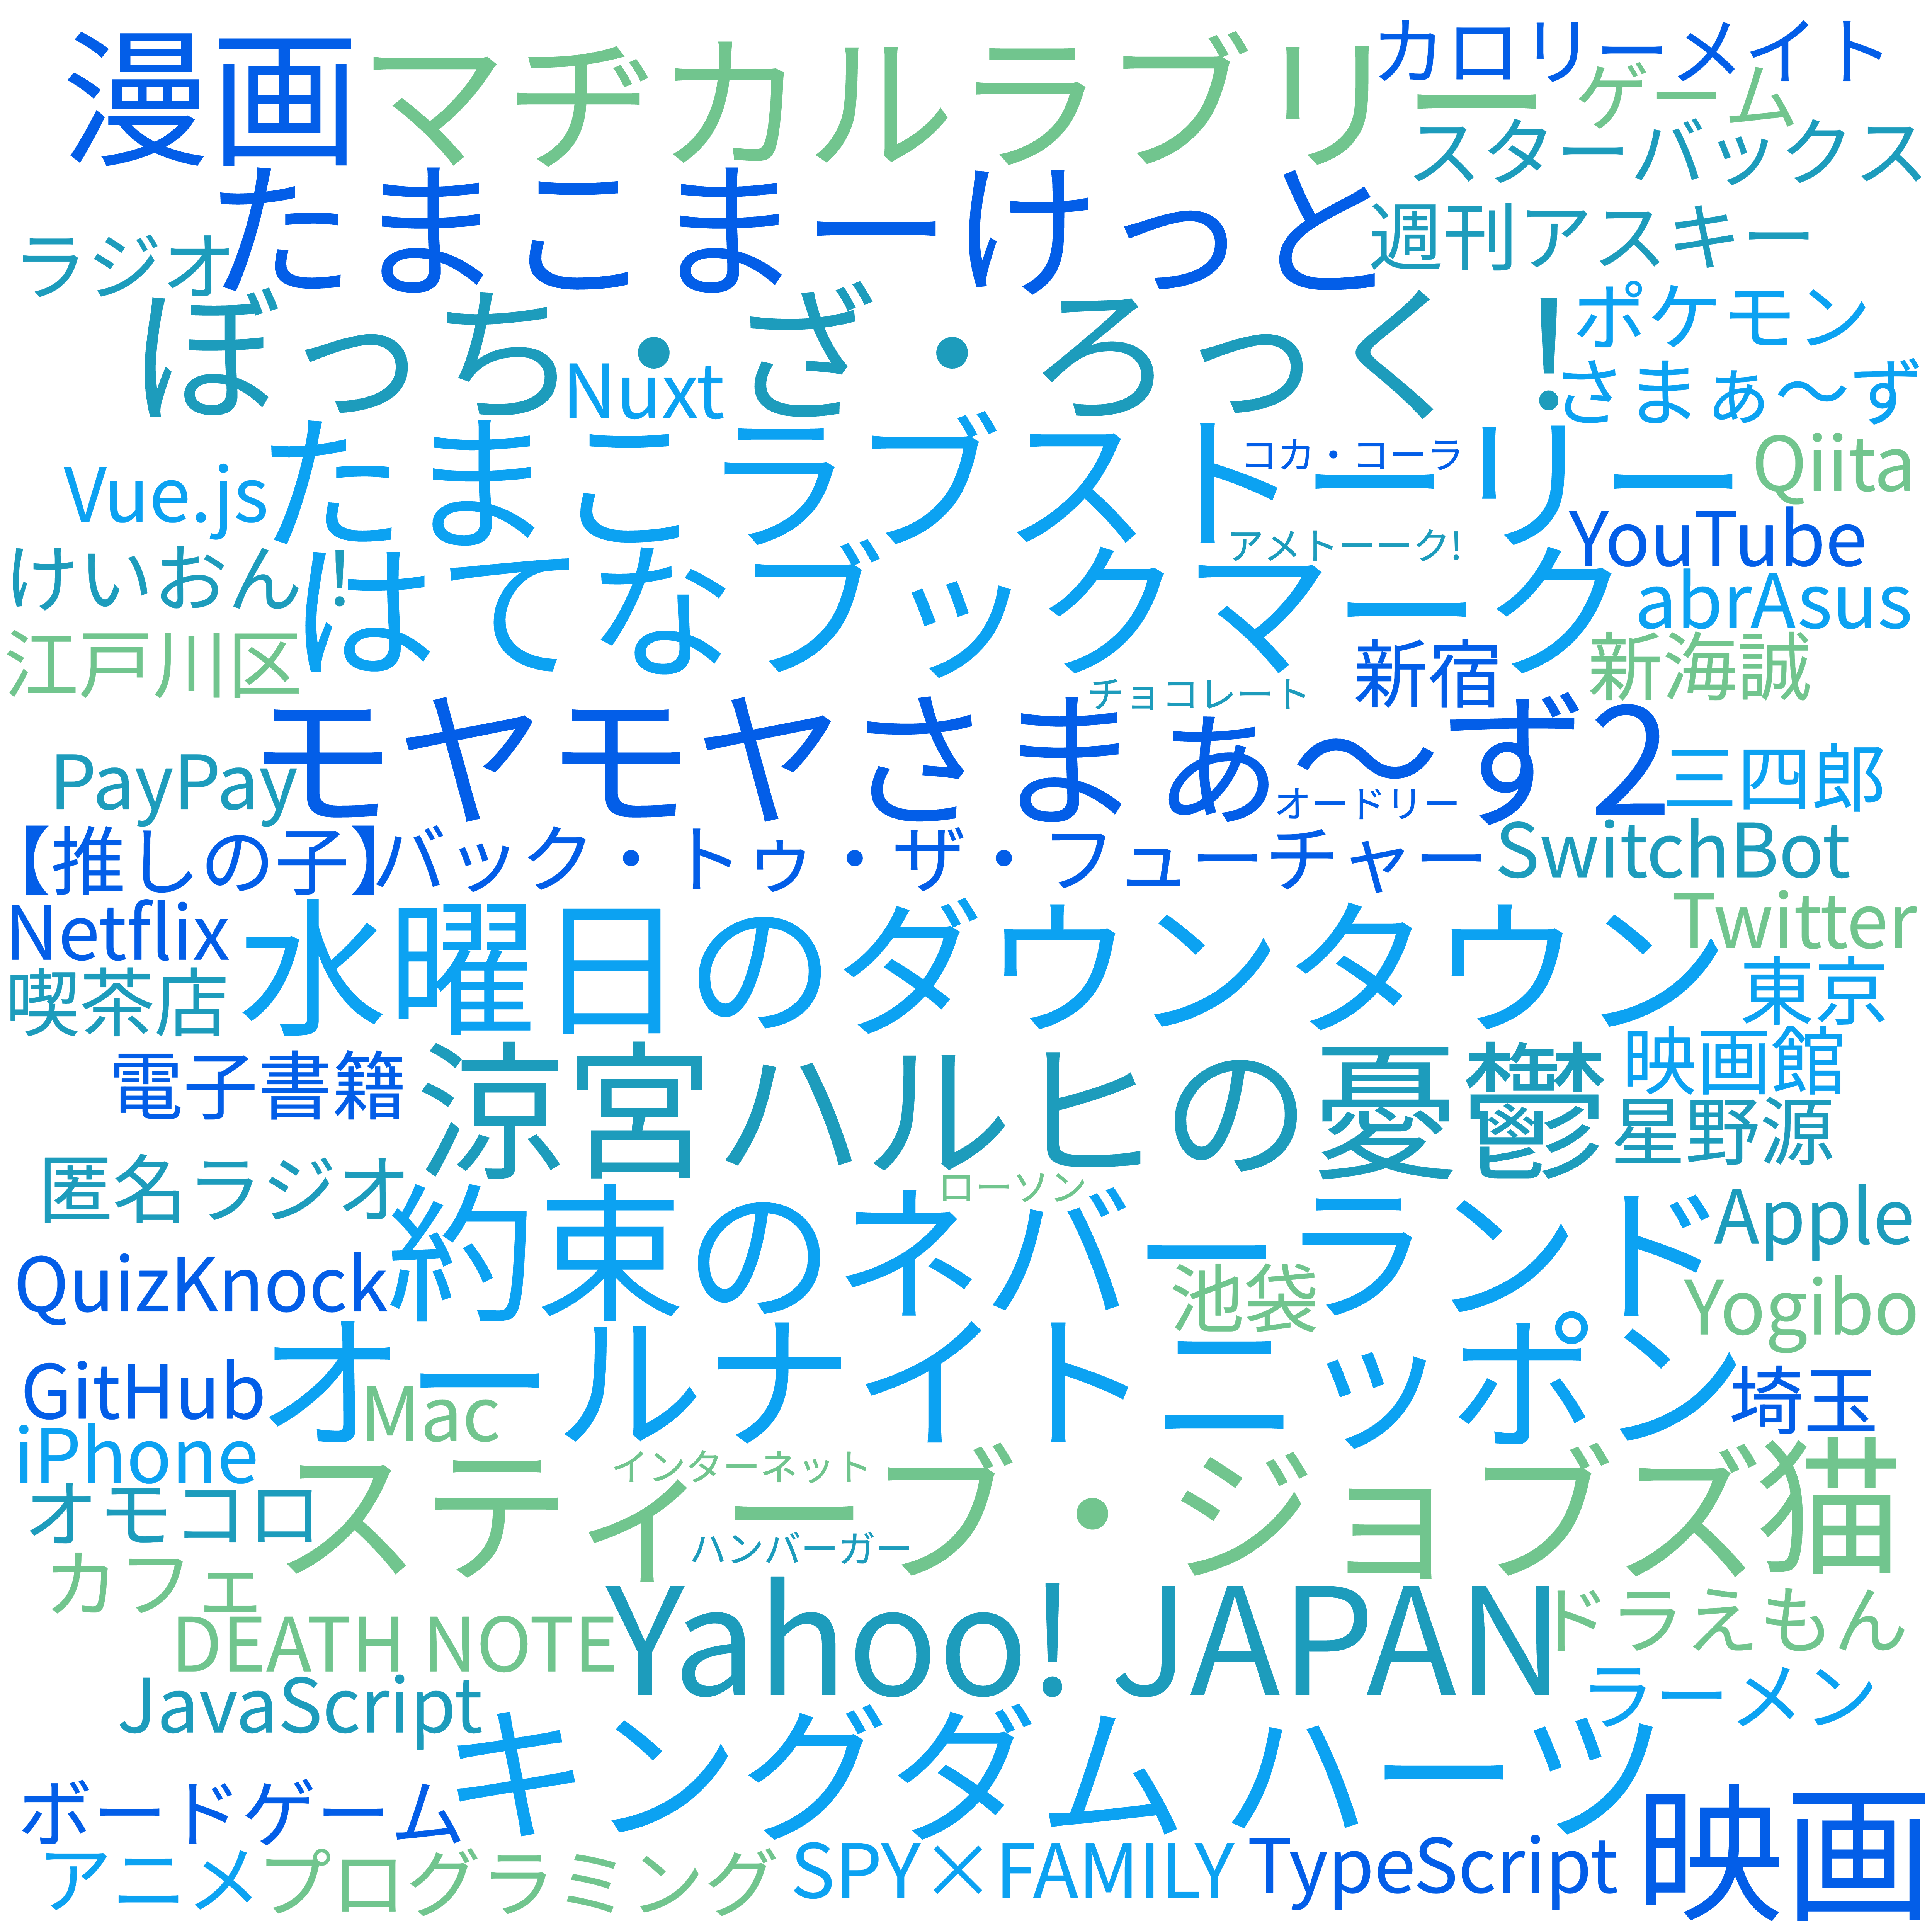 カロリーメイト
漫画
マヂカルラブリー
ゲーム
スターバックス
たまこまーけっと
週刊アスキー
ラジオ
ぼっち・ざ・ろっく!
ポケモン
Nuxt
さまぁ〜ず
たまこラブストーリー
コカ・コーラ
Qiita
Vue.js
アメトーーク!
YouTube
けいおん!
はてなブックマーク
abrAsus
江戸川区
新宿
新海誠
チョコレート
モヤモヤさまぁ〜ず2
PayPay
三四郎
オードリー
【推しの子】
バック・トゥ・ザ・フューチャー
SwitchBot
Netflix
水曜日のダウンタウン
Twitter
喫茶店
東京
電子書籍
涼宮ハルヒの憂鬱
映画館
星野源
匿名ラジオ
ローソン
約束のネバーランド
Apple
QuizKnock
池袋
Yogibo
オールナイトニッポン
GitHub
Mac
埼玉
iPhone
インターネット
スティーブ・ジョブズ
猫
オモコロ
ハンバーガー
カフェ
Yahoo! JAPAN
ドラえもん
DEATH NOTE
JavaScript
ラーメン
キングダム ハーツ
ボードゲーム
映画
アニメ
プログラミング
SPY×FAMILY
TypeScript